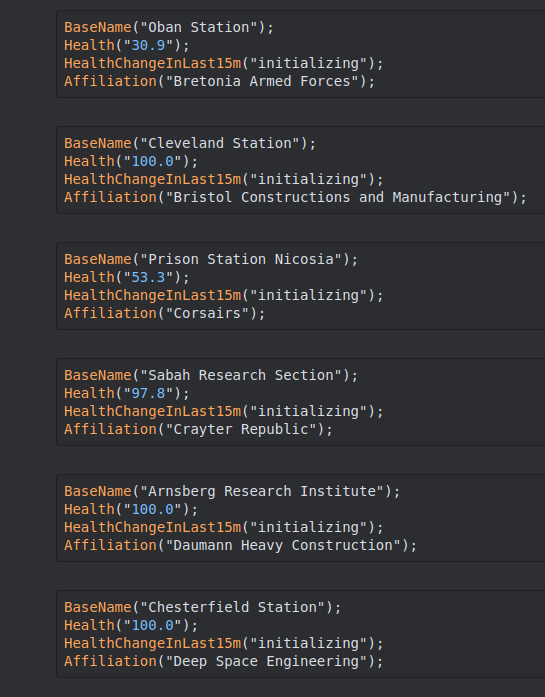 BaseName("Oban Station");
Health("30.9");
HealthChangeInLast15m("initializing");
Affiliation("Bretonia Armed Forces");
BaseName("Cleveland Station");
Health("100.0");
HealthChangeInLast15m("initializing");
Affiliation("Bristol Constructions and Manufacturing");
BaseName("Prison Station Nicosia");
Health("53.3");
HealthChangeInLast15m("initializing");
Affiliation("Corsairs");
BaseName("Sabah Research Section");
Health("97.8");
HealthChangeInLast15m("initializing");
Affiliation("Crayter Republic");
BaseName("Arnsberg Research Institute");
Health("100.0");
HealthChangeInLast15m("initializing");
Affiliation("Daumann Heavy Construction");
BaseName("Chesterfield Station");
Health("100.0");
HealthChangeInLast15m("initializing");
Affiliation("Deep Space Engineering");